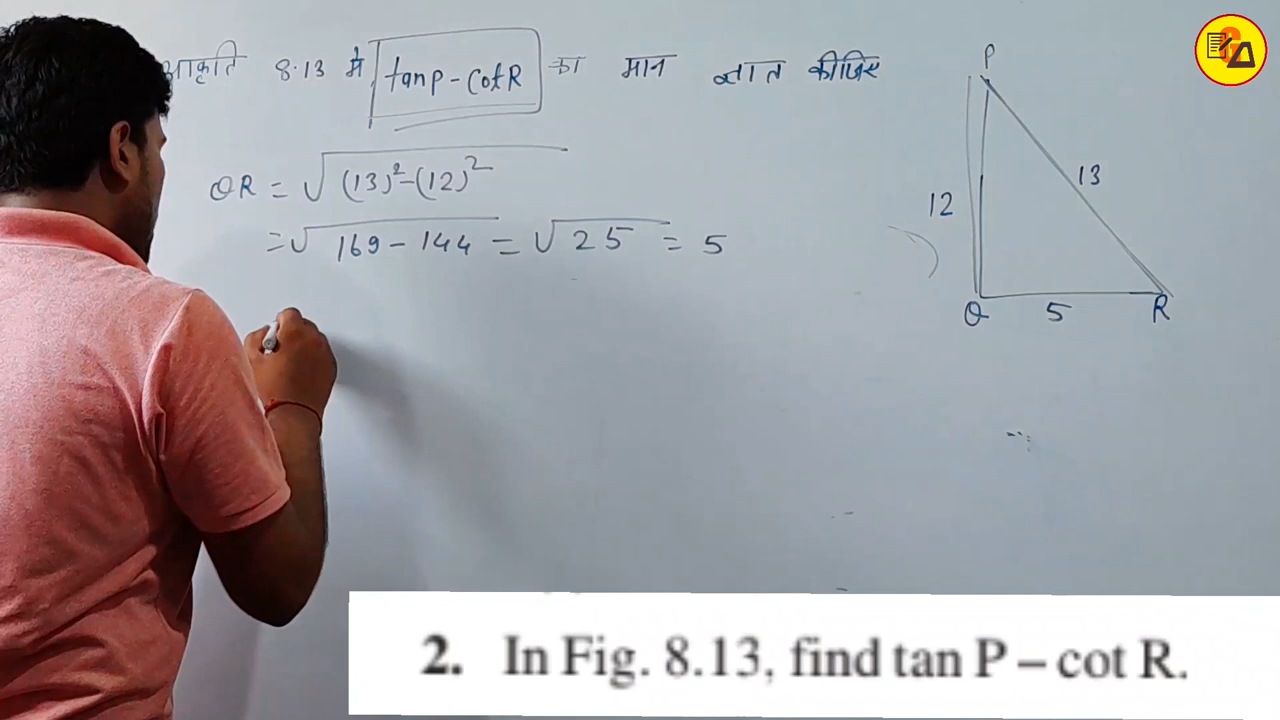 आकृति 8.13 मे tan P - cot R का मान ज्ञात कीजिए
QR = √(13)² - (12)²
= √169 - 144 = √25 = 5
P
12
13
Q
5
R
2. In Fig. 8.13, find tan P – cot R.